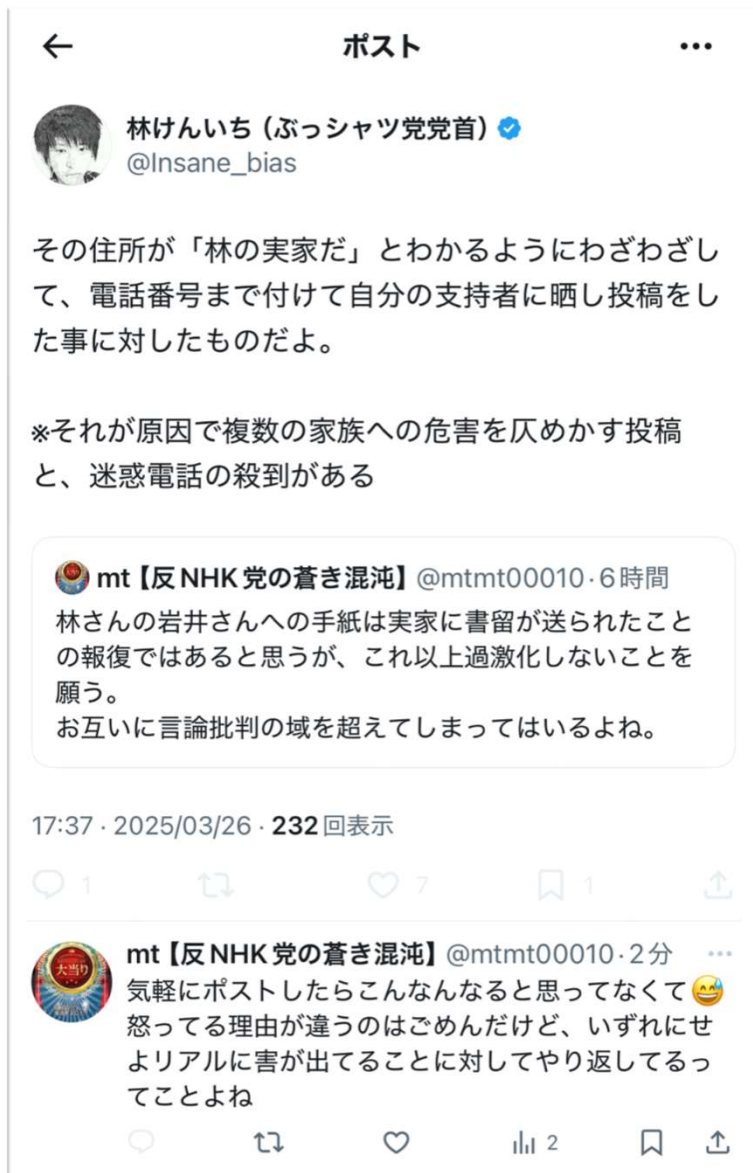 ポスト
林けんいち（ぶっシャツ党党首）
@Insane_bias
その住所が「林の実家だ」とわかるようにわざわざし
て、電話番号まで付けて自分の支持者に晒し投稿をし
た事に対したものだよ。
※それが原因で複数の家族への危害を仄めかす投稿
と、迷惑電話の殺到がある
mt【反NHK党の蒼き混沌】@mtmt00010·6時間
林さんの岩井さんへの手紙は実家に書留が送られたこと
の報復ではあると思うが、これ以上過激化しないことを
願う。
お互いに言論批判の域を超えてしまってはいるよね。
17:37 · 2025/03/26 · 232回表示
1 7 1
mt【反NHK党の蒼き混沌】@mtmt00010·2分
大当り
気軽にポストしたらこんなんなると思ってなくて😅
怒ってる理由が違うのはごめんだけど、いずれにせ
よリアルに害が出てることに対してやり返してるっ
てことよね
2